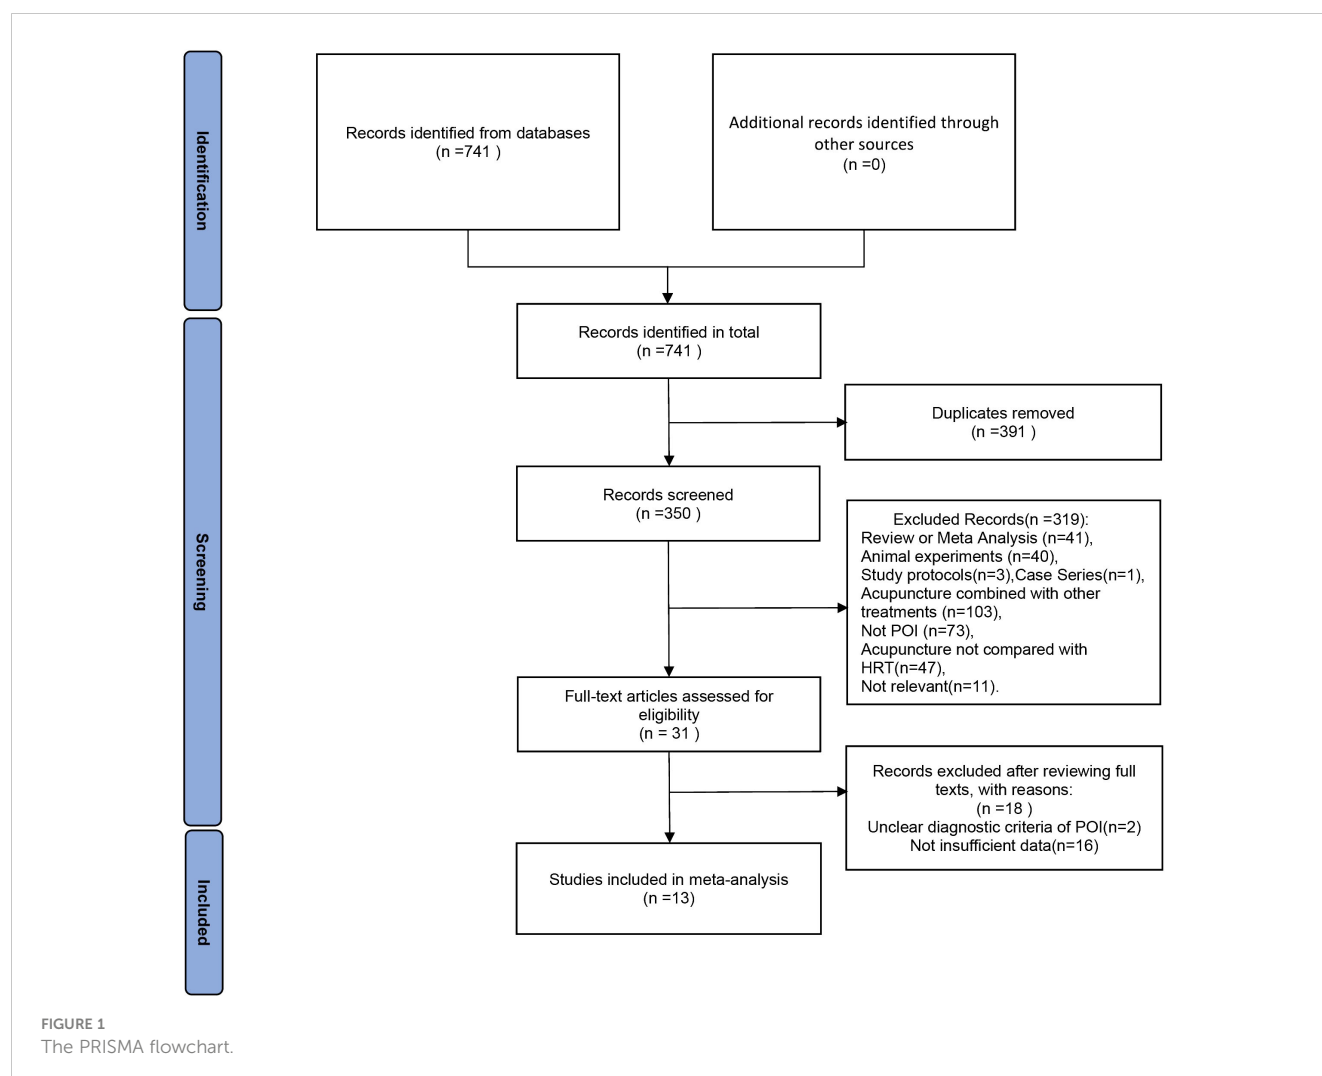 Identification
Records identified from databases
(n =741 )
Additional records identified through
other sources
(n =0)
Records identified in total
(n =741 )
Duplicates removed
(n =391 )
Screening
Records screened
(n =350 )
Excluded Records(n =319):
Review or Meta Analysis (n=41),
Animal experiments (n=40),
Study protocols(n=3),Case Series(n=1),
Acupuncture combined with other
treatments (n=103),
Not POI (n=73),
Acupuncture not compared with
HRT(n=47),
Not relevant(n=11).
Full-text articles assessed for
eligibility
(n = 31 )
Records excluded after reviewing full
texts, with reasons:
(n =18 )
Unclear diagnostic criteria of POI(n=2)
Not insufficient data(n=16)
Included
Studies included in meta-analysis
(n =13)
FIGURE 1
The PRISMA flowchart.